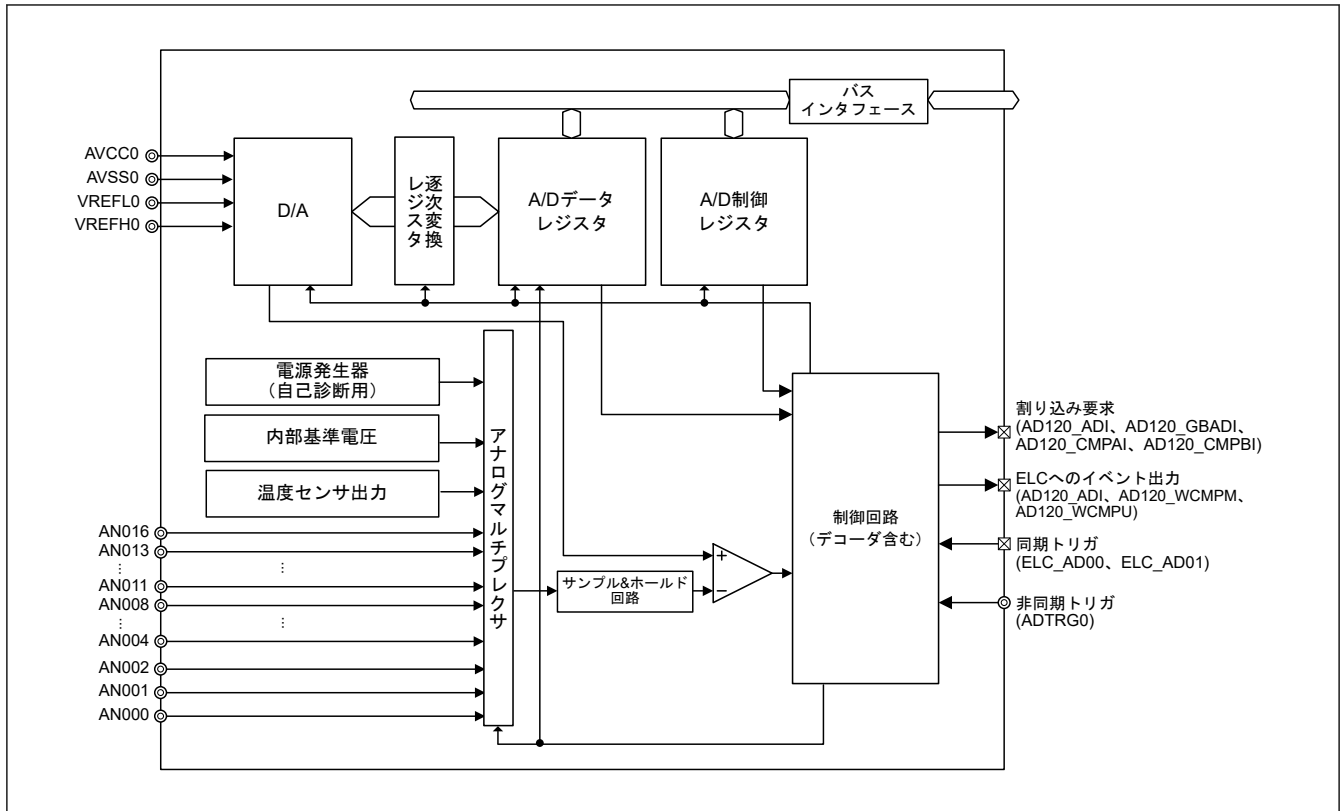 バス
インタフェース
AVCC0
AVSS0
VREFL0
VREFH0
D/A
逐次変換
レジスタ
A/Dデータ
レジスタ
A/D制御
レジスタ
電源発生器
（自己診断用）
内部基準電圧
温度センサ出力
アナログマルチプレクサ
AN016
AN013
…
…
AN011
AN008
…
…
AN004
AN002
AN001
AN000
サンプル&ホールド
回路
+
−
制御回路
（デコーダ含む）
割り込み要求
(AD120_ADI、AD120_GBADI、
AD120_CMPAI、AD120_CMPBI)
ELCへのイベント出力
(AD120_ADI、AD120_WCMPM、
AD120_WCMPU)
同期トリガ
(ELC_AD00、ELC_AD01)
非同期トリガ
(ADTRG0)